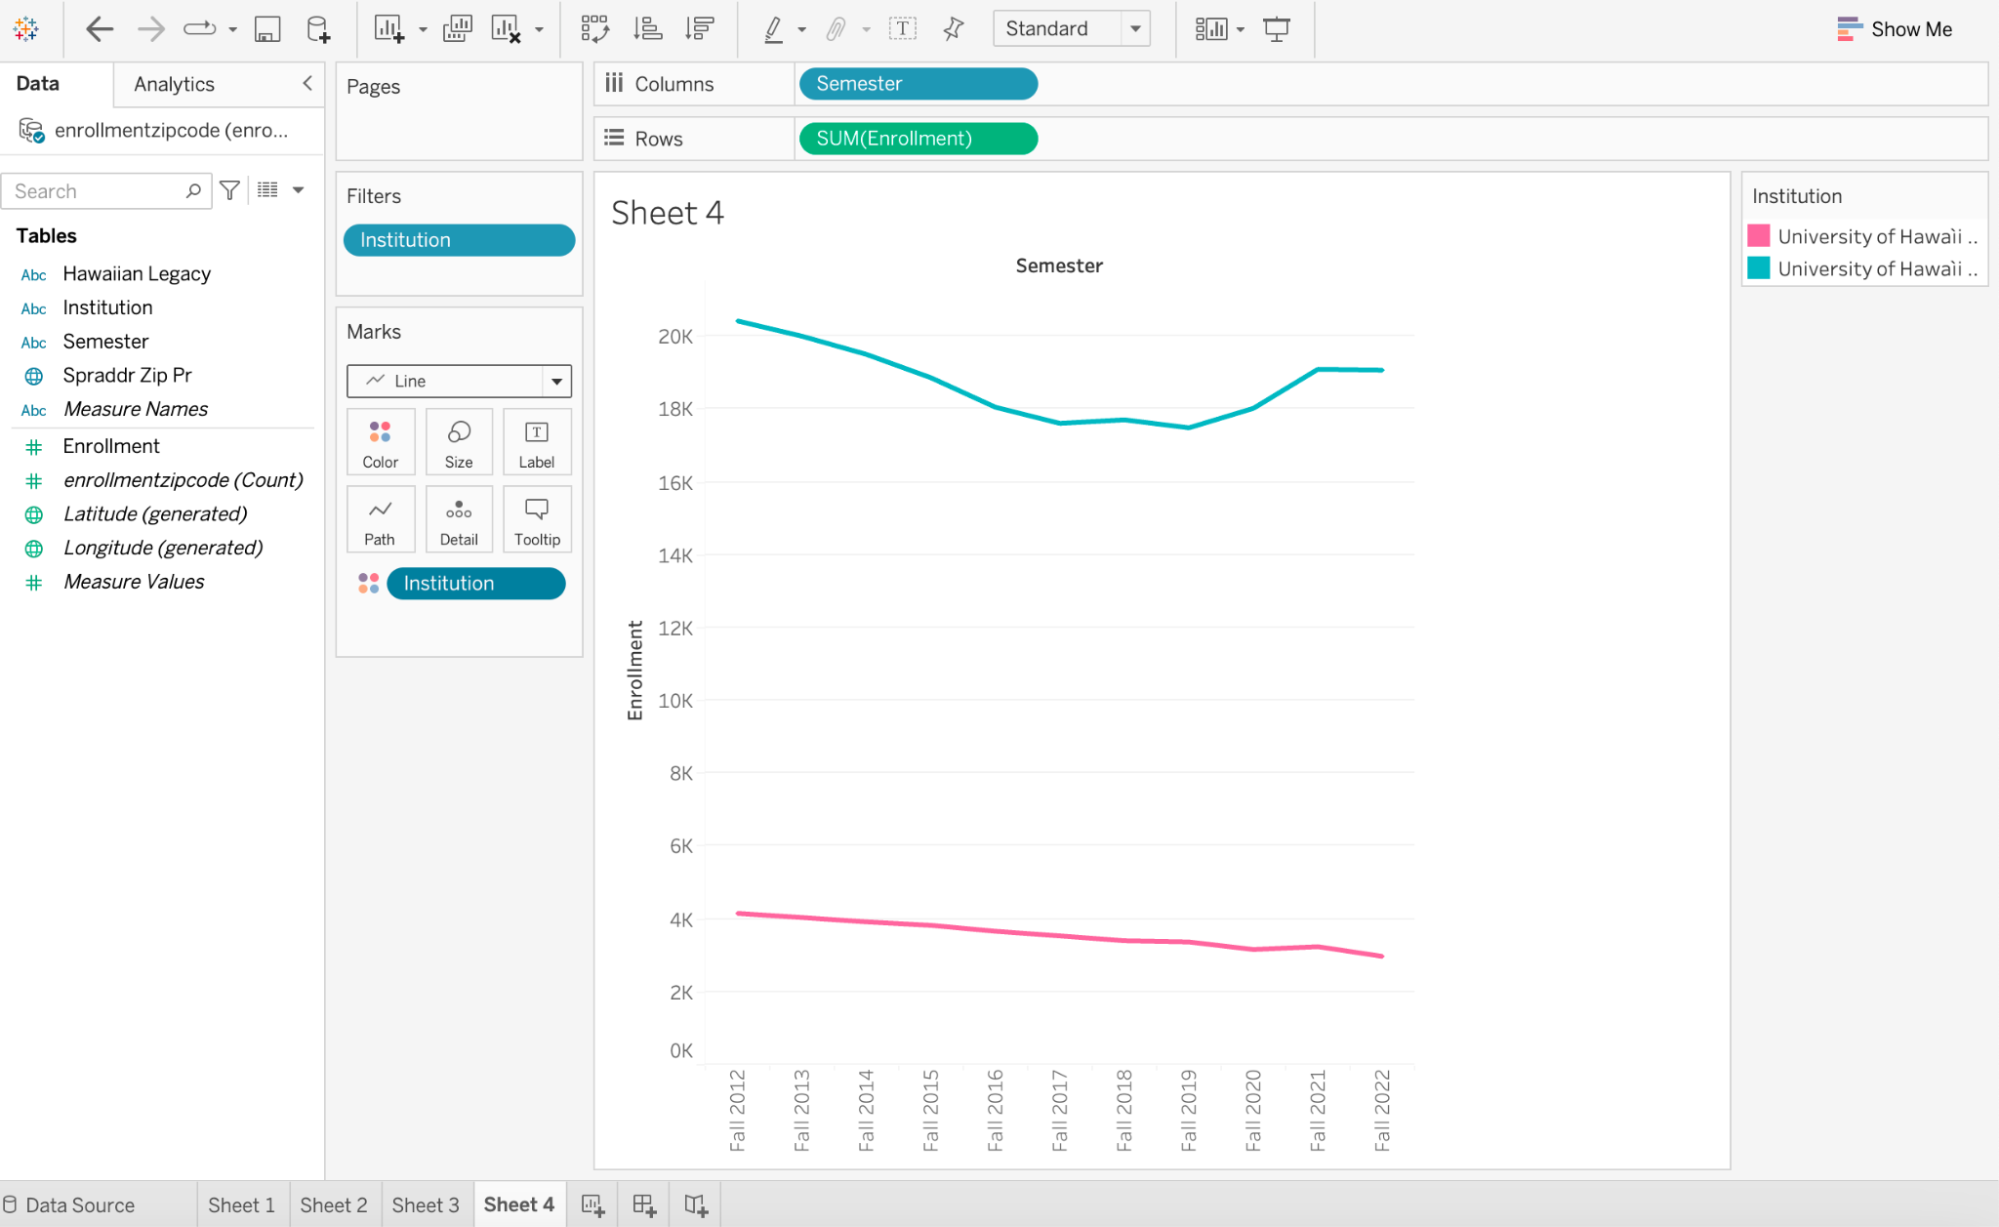 Standard
Show Me
Data
Analytics
enrollmentzipcode (enro...
Search
Tables
Abc Hawaiian Legacy
Abc Institution
Abc Semester
Spraddr Zip Pr
Abc Measure Names
Enrollment
enrollmentzipcode (Count)
Latitude (generated)
Longitude (generated)
Measure Values
Pages
Filters
Institution
Marks
Line
Color Size T Label
Path Detail Tooltip
Institution
Columns Semester
Rows SUM(Enrollment)
Sheet 4
Semester
Enrollment
20K
18K
16K
14K
12K
10K
8K
6K
4K
2K
0K
Fall 2012
Fall 2013
Fall 2014
Fall 2015
Fall 2016
Fall 2017
Fall 2018
Fall 2019
Fall 2020
Fall 2021
Fall 2022
Institution
University of Hawaìi ..
University of Hawaìi ..
Data Source Sheet 1 Sheet 2 Sheet 3 Sheet 4